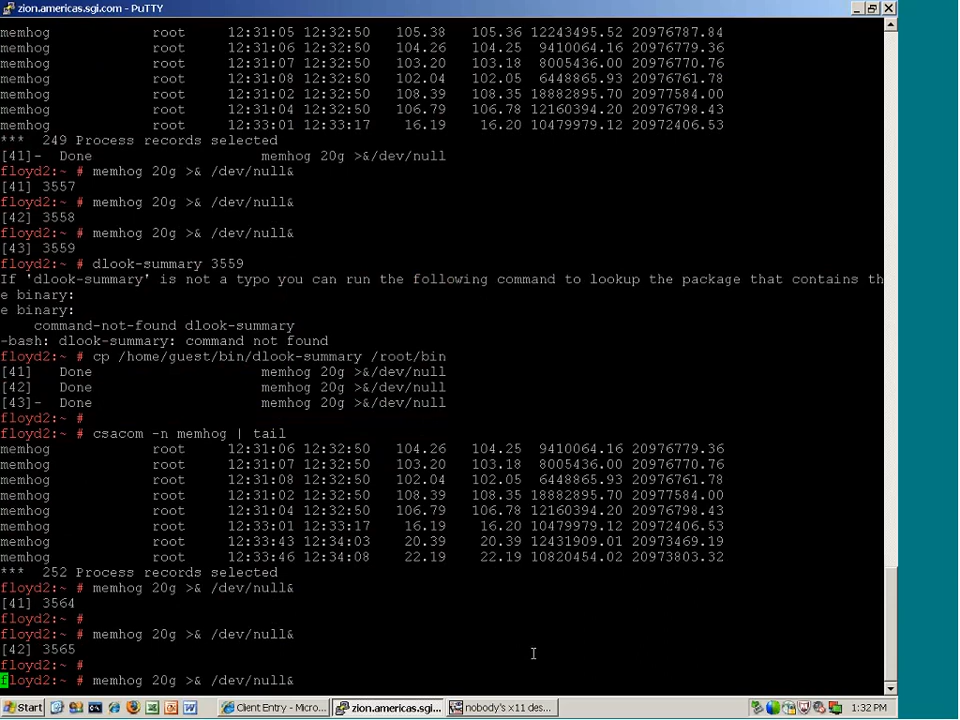 zion.americas.sgi.com - PuTTY
memhog root 12:31:05 12:32:50 105.38 105.36 12243495.52 20976787.84
memhog root 12:31:06 12:32:50 104.26 104.25 9410064.16 20976779.36
memhog root 12:31:07 12:32:50 103.20 103.18 8005436.00 20976770.76
memhog root 12:31:08 12:32:50 102.04 102.05 6448865.93 20976761.78
memhog root 12:31:02 12:32:50 108.39 108.35 18882895.70 20977584.00
memhog root 12:31:04 12:32:50 106.79 106.78 12160394.20 20976798.43
memhog root 12:33:01 12:33:17 16.19 16.20 10479979.12 20972406.53
*** 249 Process records selected
[41]- Done memhog 20g >&/dev/null
floyd2:~ # memhog 20g >& /dev/null&
[41] 3557
floyd2:~ # memhog 20g >& /dev/null&
[42] 3558
floyd2:~ # memhog 20g >& /dev/null&
[43] 3559
floyd2:~ # dlook-summary 3559
If 'dlook-summary' is not a typo you can run the following command to lookup the package that contains th
e binary:
e binary:
command-not-found dlook-summary
-bash: dlook-summary: command not found
floyd2:~ # cp /home/guest/bin/dlook-summary /root/bin
[41] Done memhog 20g >&/dev/null
[42] Done memhog 20g >&/dev/null
[43]- Done memhog 20g >&/dev/null
floyd2:~ #
floyd2:~ # csacom -n memhog | tail
memhog root 12:31:06 12:32:50 104.26 104.25 9410064.16 20976779.36
memhog root 12:31:07 12:32:50 103.20 103.18 8005436.00 20976770.76
memhog root 12:31:08 12:32:50 102.04 102.05 6448865.93 20976761.78
memhog root 12:31:02 12:32:50 108.39 108.35 18882895.70 20977584.00
memhog root 12:31:04 12:32:50 106.79 106.78 12160394.20 20976798.43
memhog root 12:33:01 12:33:17 16.19 16.20 10479979.12 20972406.53
memhog root 12:33:43 12:34:03 20.39 20.39 12431909.01 20973469.19
memhog root 12:33:46 12:34:08 22.19 22.19 10820454.02 20973803.32
*** 252 Process records selected
floyd2:~ # memhog 20g >& /dev/null&
[41] 3564
floyd2:~ #
floyd2:~ # memhog 20g >& /dev/null&
[42] 3565
floyd2:~ #
floyd2:~ # memhog 20g >& /dev/null&
Start Client Entry - Micro... zion.americas.sgi.com... nobody's x11 des... 1:32 PM